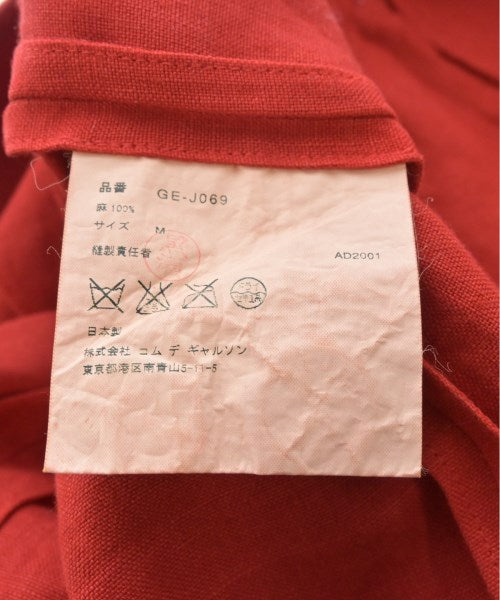 品番 GE-J069
麻 100%
サイズ M
縫製責任者 AD2001
日本製
株式会社 コム デ ギャルソン
東京都港区南青山5-11-5